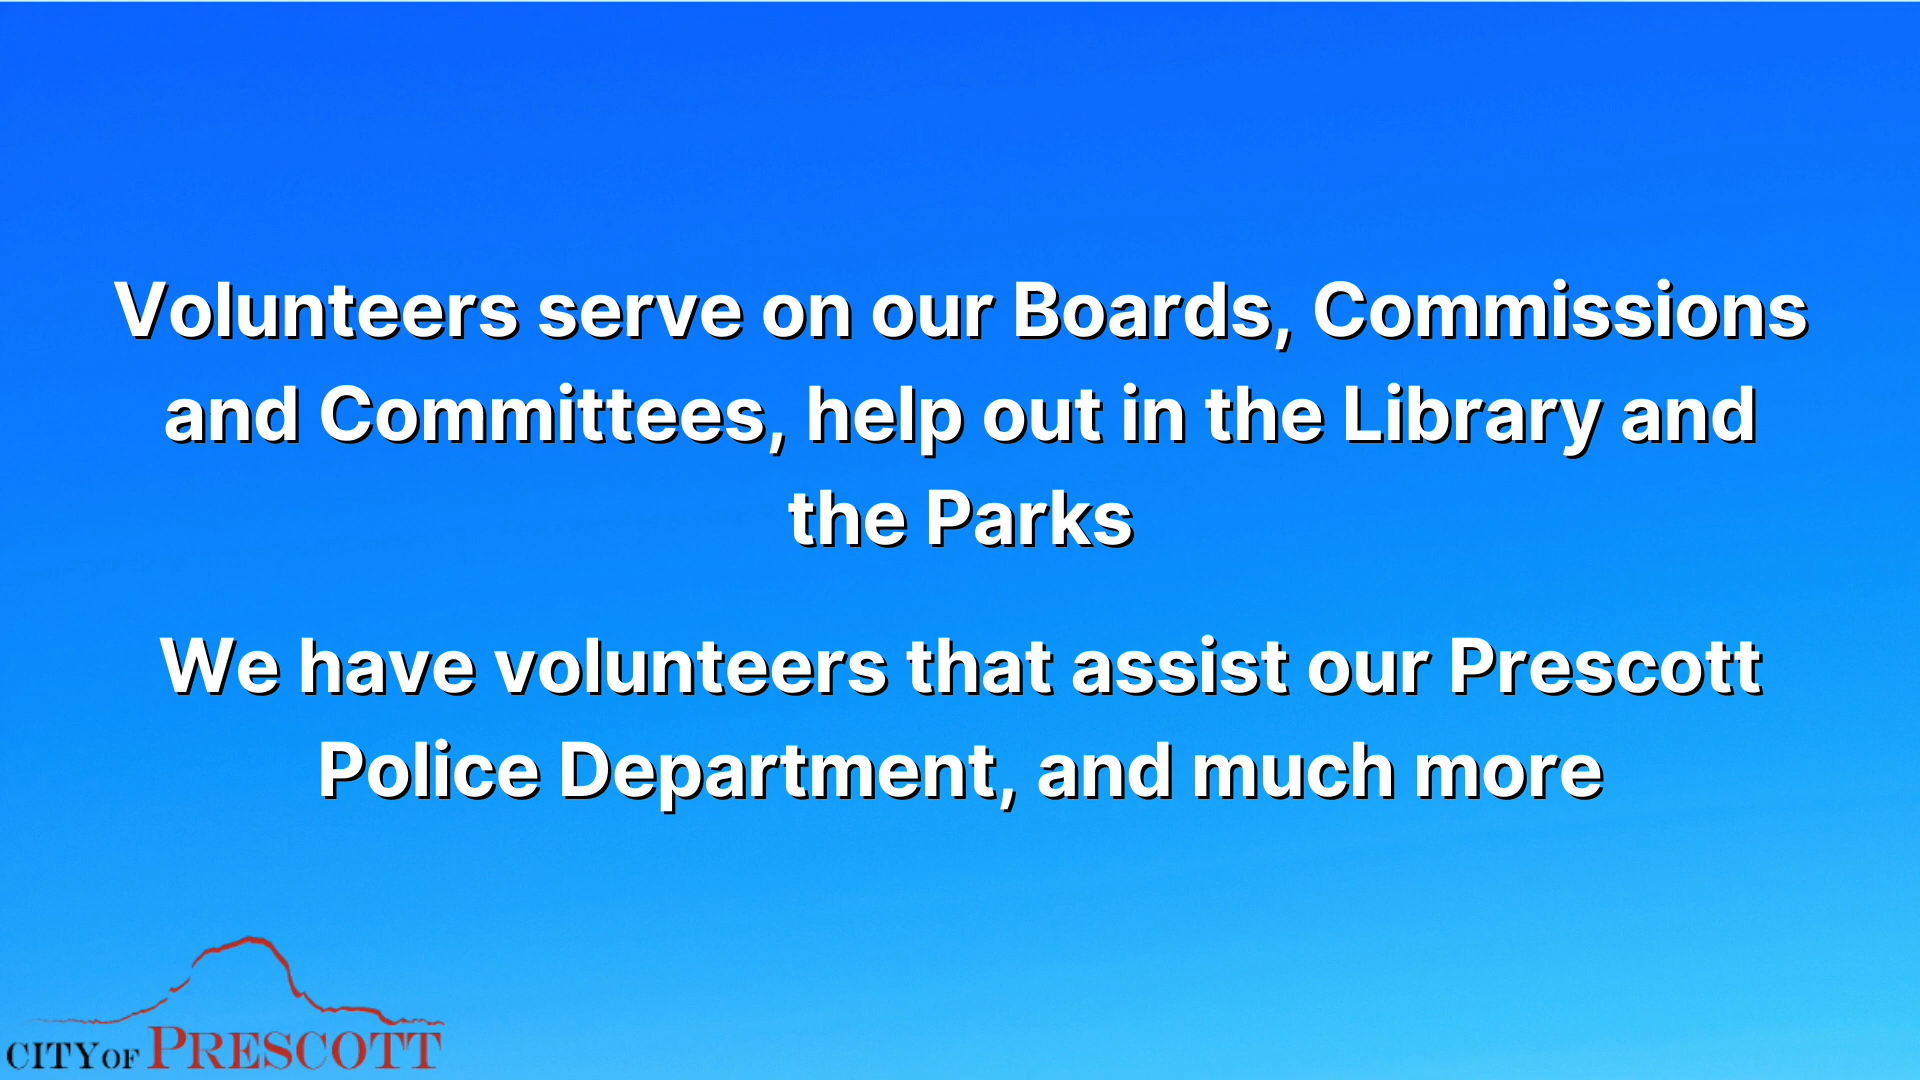 Volunteers serve on our Boards, Commissions
and Committees, help out in the Library and
the Parks
We have volunteers that assist our Prescott
Police Department, and much more
CITY OF PRESCOTT